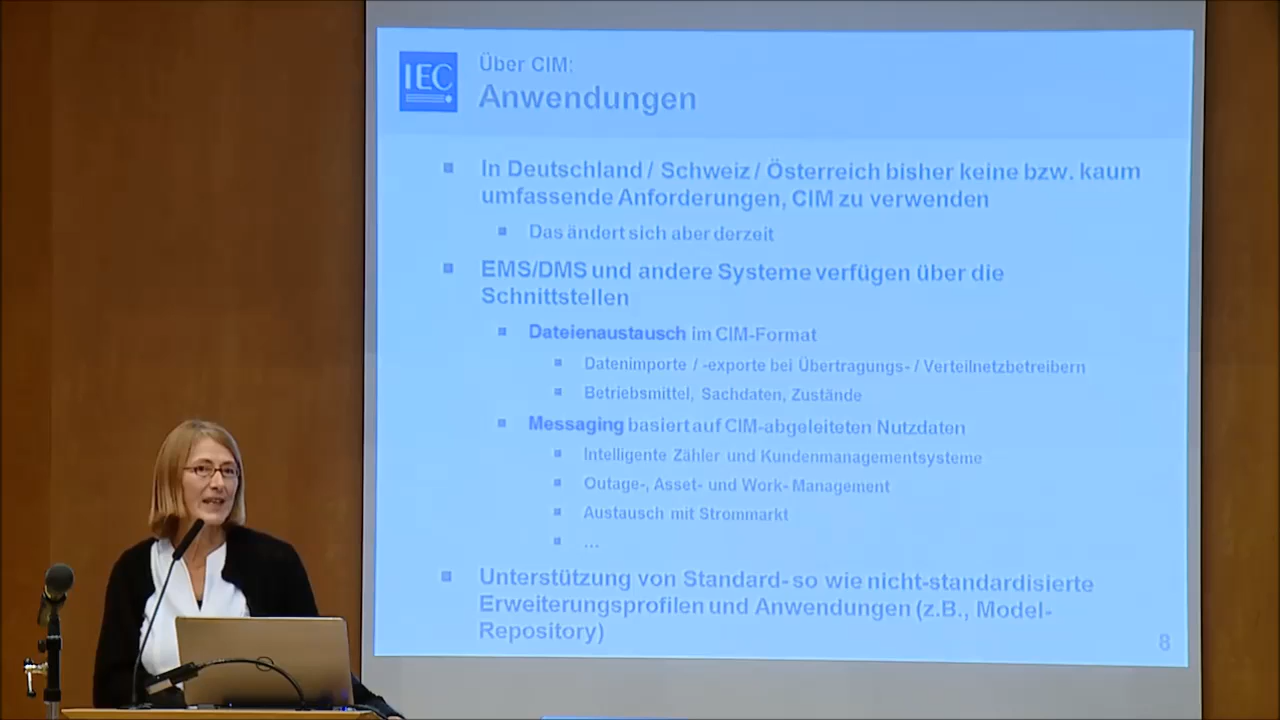 IEC
Über CIM:
Anwendungen
In Deutschland / Schweiz / Österreich bisher keine bzw. kaum
umfassende Anforderungen, CIM zu verwenden
Das ändert sich aber derzeit
EMS/DMS und andere Systeme verfügen über die
Schnittstellen
Dateienaustausch im CIM-Format
Datenimporte / -exporte bei Übertragungs- / Verteilnetzbetreibern
Betriebsmittel, Sachdaten, Zustände
Messaging basiert auf CIM-abgeleiteten Nutzdaten
Intelligente Zähler und Kundenmanagementsysteme
Outage-, Asset- und Work- Management
Austausch mit Strommarkt
...
Unterstützung von Standard- so wie nicht-standardisierte
Erweiterungsprofilen und Anwendungen (z.B., Model-
Repository)
8